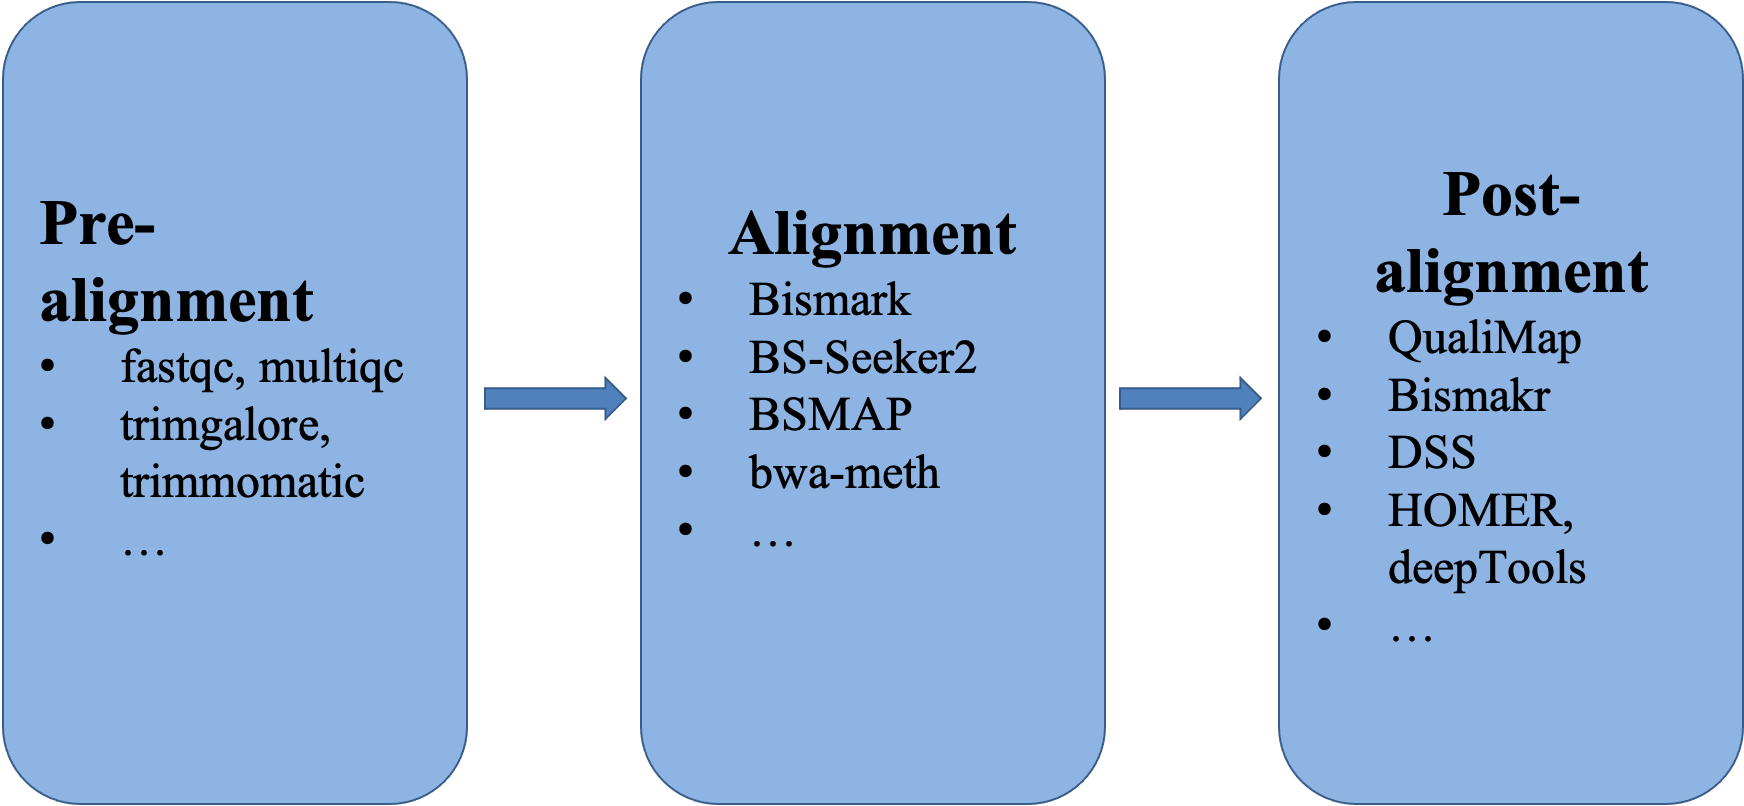 Pre-
alignment
• fastqc, multiqc
• trimgalore,
trimmomatic
• …
Alignment
• Bismark
• BS-Seeker2
• BSMAP
• bwa-meth
• …
Post-
alignment
• QualiMap
• Bismakr
• DSS
• HOMER,
deepTools
• …